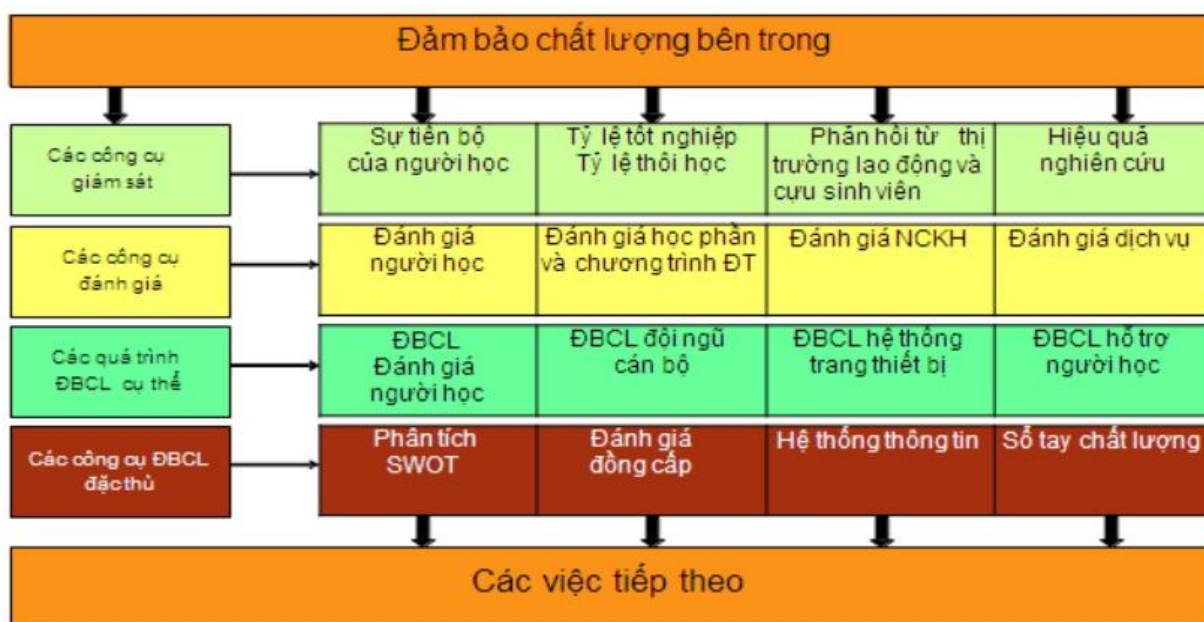 Đảm bảo chất lượng bên trong
Các công cụ
giám sát
Sự tiến bộ
của người học
Tỷ lệ tốt nghiệp
Tỷ lệ thôi học
Phản hồi từ thị
trường lao động và
cựu sinh viên
Hiệu quả
nghiên cứu
Các công cụ
đánh giá
Đánh giá
người học
Đánh giá học phần
và chương trình ĐT
Đánh giá NCKH
Đánh giá dịch vụ
Các quá trình
ĐBCL cụ thể
ĐBCL
Đánh giá
người học
ĐBCL đội ngũ
cán bộ
ĐBCL hệ thống
trang thiết bị
ĐBCL hỗ trợ
người học
Các công cụ ĐBCL
đặc thù
Phân tích
SWOT
Đánh giá
đồng cấp
Hệ thống thông tin
Sổ tay chất lượng
Các việc tiếp theo